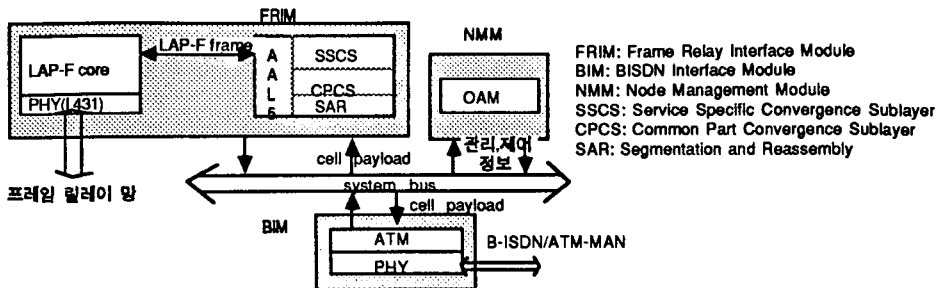 FRIM
LAP-F core
PHY(I.431)
LAP-F frame
AAL5
SSCS
CPCS
SAR
NMM
OAM
FRIM: Frame Relay Interface Module
BIM: BISDN Interface Module
NMM: Node Management Module
SSCS: Service Specific Convergence Sublayer
CPCS: Common Part Convergence Sublayer
SAR: Segmentation and Reassembly
cell payload
관리,제어
정보
프레임 릴레이 망
system bus
cell payload
BIM
ATM
PHY
B-ISDN/ATM-MAN